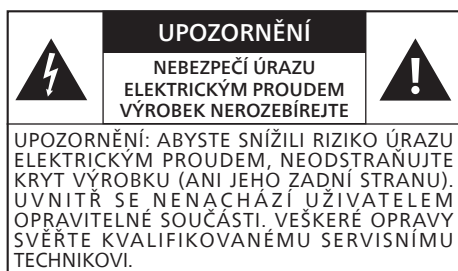 UPOZORNĚNÍ
NEBEZPEČÍ ÚRAZU
ELEKTRICKÝM PROUDEM
VÝROBEK NEROZEBÍREJTE
UPOZORNĚNÍ: ABYSTE SNÍŽILI RIZIKO ÚRAZU
ELEKTRICKÝM PROUDEM, NEODSTRAŇUJTE
KRYT VÝROBKU (ANI JEHO ZADNÍ STRANU).
UVNITŘ SE NENACHÁZÍ UŽIVATELEM
OPRAVITELNÉ SOUČÁSTI. VEŠKERÉ OPRAVY
SVĚŘTE KVALIFIKOVANÉMU SERVISNÍMU
TECHNIKOVI.